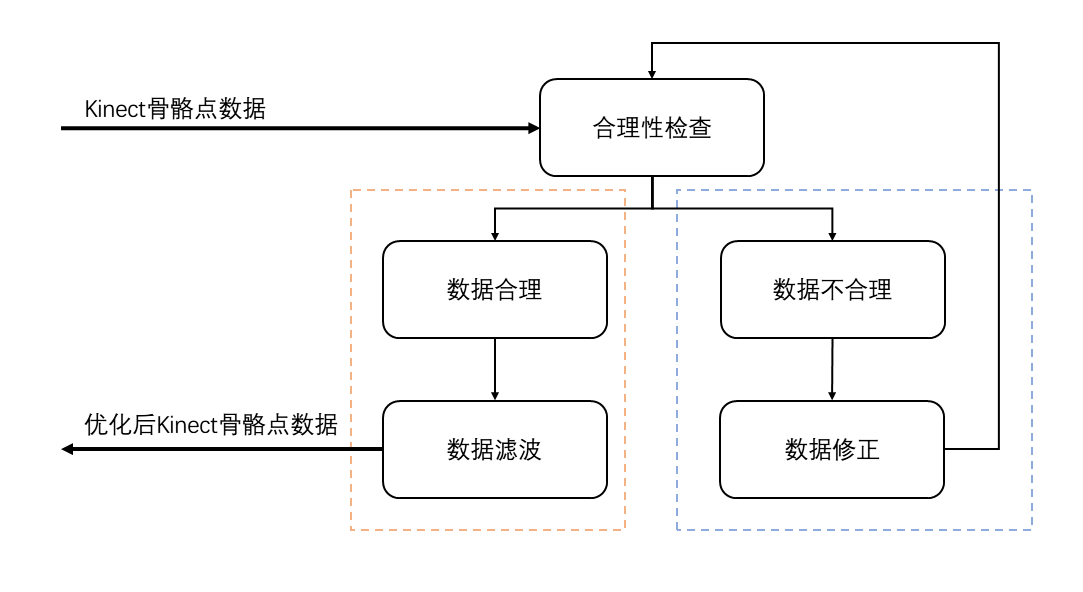 Kinect骨骼点数据
合理性检查
数据合理
数据不合理
优化后Kinect骨骼点数据
数据滤波
数据修正